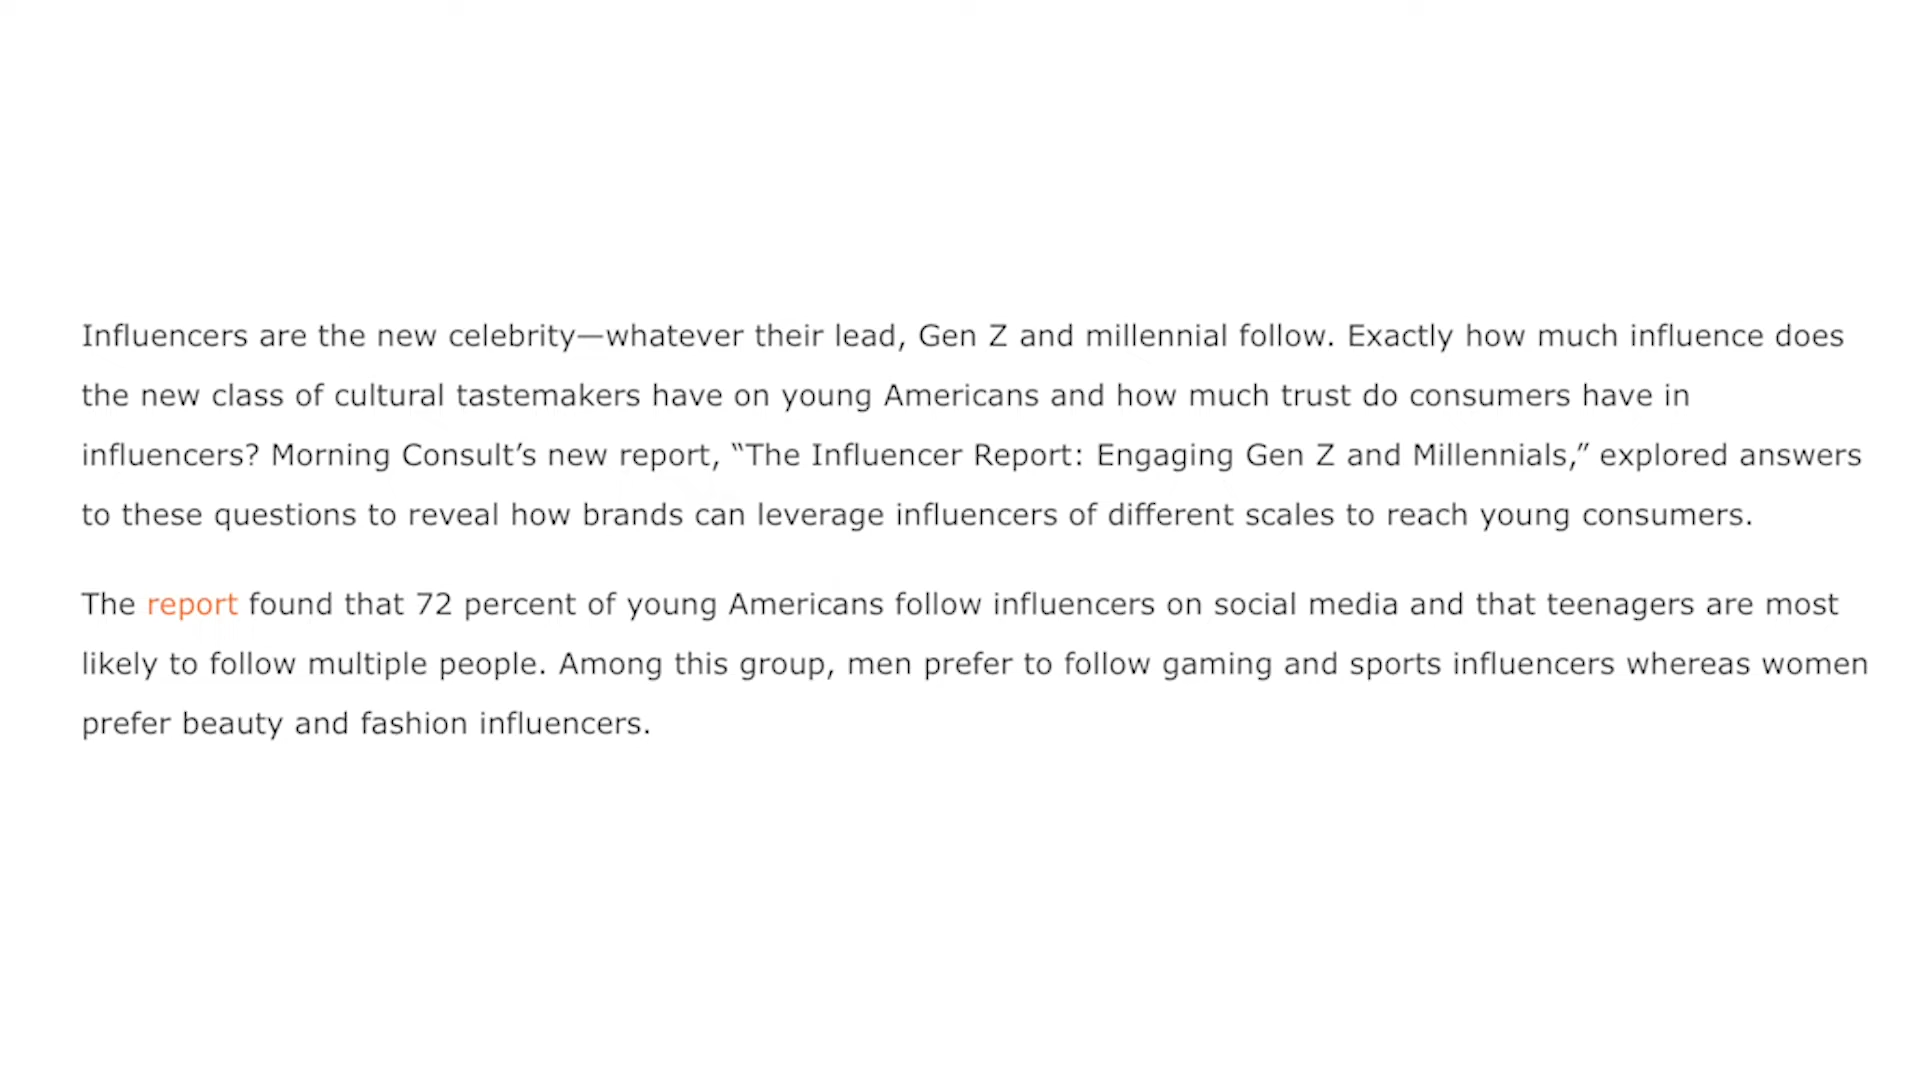 Influencers are the new celebrity—whatever their lead, Gen Z and millennial follow. Exactly how much influence does
the new class of cultural tastemakers have on young Americans and how much trust do consumers have in
influencers? Morning Consult’s new report, “The Influencer Report: Engaging Gen Z and Millennials,” explored answers
to these questions to reveal how brands can leverage influencers of different scales to reach young consumers.
The report found that 72 percent of young Americans follow influencers on social media and that teenagers are most
likely to follow multiple people. Among this group, men prefer to follow gaming and sports influencers whereas women
prefer beauty and fashion influencers.